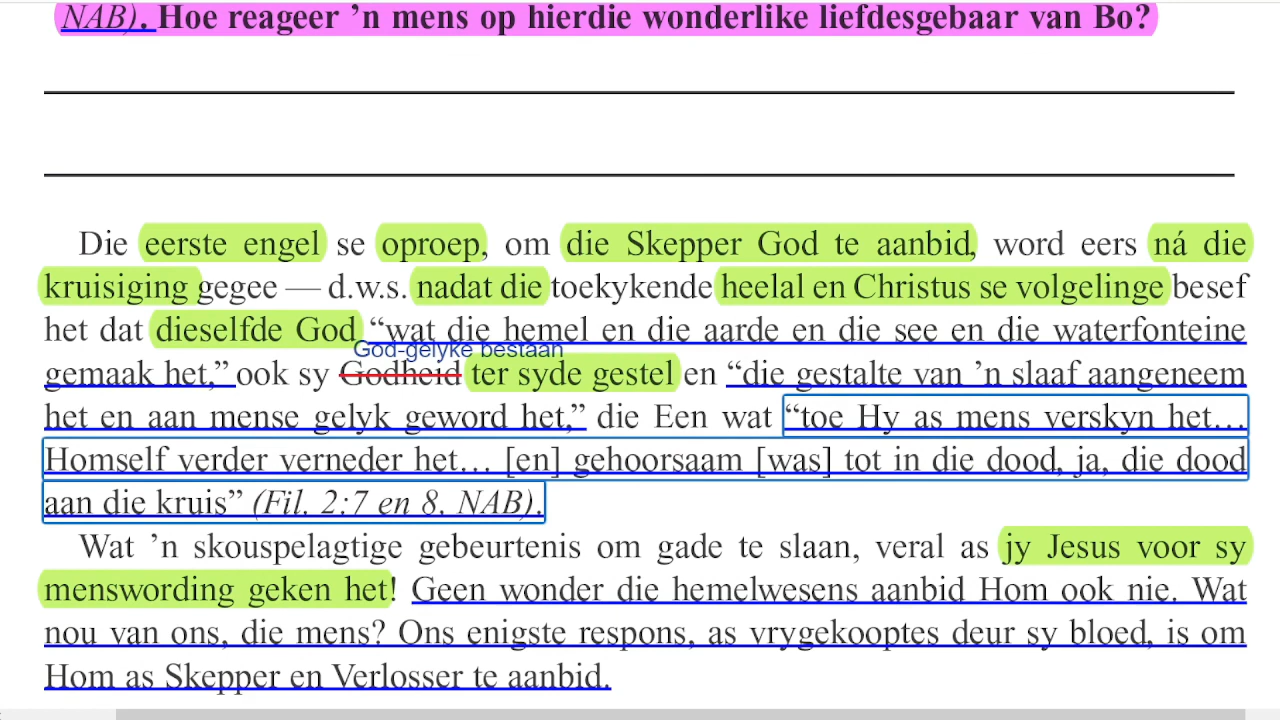 NAB). Hoe reageer ’n mens op hierdie wonderlike liefdesgebaar van Bo?
Die eerste engel se oproep, om die Skepper God te aanbid, word eers ná die
kruisiging gegee — d.w.s. nadat die toekykende heelal en Christus se volgelinge besef
het dat dieselfde God “wat die hemel en die aarde en die see en die waterfonteine
God-gelyke bestaan
gemaak het,” ook sy Godheid ter syde gestel en “die gestalte van ’n slaaf aangeneem
het en aan mense gelyk geword het,” die Een wat “toe Hy as mens verskyn het…
Homself verder verneder het… [en] gehoorsaam [was] tot in die dood, ja, die dood
aan die kruis” (Fil. 2:7 en 8, NAB).
Wat ’n skouspelagtige gebeurtenis om gade te slaan, veral as jy Jesus voor sy
menswording geken het! Geen wonder die hemelwesens aanbid Hom ook nie. Wat
nou van ons, die mens? Ons enigste respons, as vrygekooptes deur sy bloed, is om
Hom as Skepper en Verlosser te aanbid.